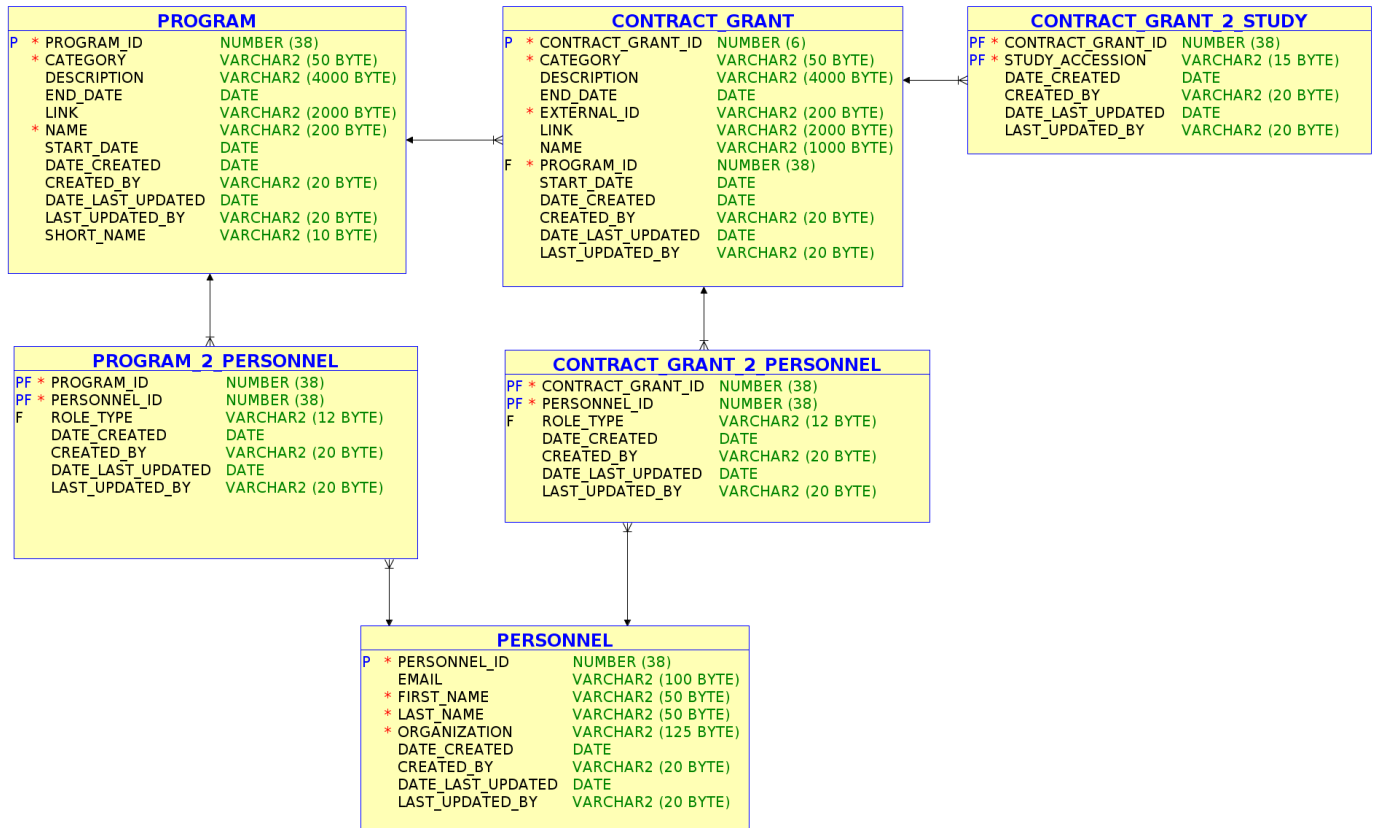 PROGRAM
P * PROGRAM_ID NUMBER (38)
* CATEGORY VARCHAR2 (50 BYTE)
DESCRIPTION VARCHAR2 (4000 BYTE)
END_DATE DATE
LINK VARCHAR2 (2000 BYTE)
* NAME VARCHAR2 (200 BYTE)
START_DATE DATE
DATE_CREATED DATE
CREATED_BY VARCHAR2 (20 BYTE)
DATE_LAST_UPDATED DATE
LAST_UPDATED_BY VARCHAR2 (20 BYTE)
SHORT_NAME VARCHAR2 (10 BYTE)
CONTRACT_GRANT
P * CONTRACT_GRANT_ID NUMBER (6)
* CATEGORY VARCHAR2 (50 BYTE)
DESCRIPTION VARCHAR2 (4000 BYTE)
END_DATE DATE
* EXTERNAL_ID VARCHAR2 (200 BYTE)
LINK VARCHAR2 (2000 BYTE)
NAME VARCHAR2 (1000 BYTE)
F * PROGRAM_ID NUMBER (38)
START_DATE DATE
DATE_CREATED DATE
CREATED_BY VARCHAR2 (20 BYTE)
DATE_LAST_UPDATED DATE
LAST_UPDATED_BY VARCHAR2 (20 BYTE)
CONTRACT_GRANT_2_STUDY
PF * CONTRACT_GRANT_ID NUMBER (38)
PF * STUDY_ACCESSION VARCHAR2 (15 BYTE)
DATE_CREATED DATE
CREATED_BY VARCHAR2 (20 BYTE)
DATE_LAST_UPDATED DATE
LAST_UPDATED_BY VARCHAR2 (20 BYTE)
PROGRAM_2_PERSONNEL
PF * PROGRAM_ID NUMBER (38)
PF * PERSONNEL_ID NUMBER (38)
F ROLE_TYPE VARCHAR2 (12 BYTE)
DATE_CREATED DATE
CREATED_BY VARCHAR2 (20 BYTE)
DATE_LAST_UPDATED DATE
LAST_UPDATED_BY VARCHAR2 (20 BYTE)
CONTRACT_GRANT_2_PERSONNEL
PF * CONTRACT_GRANT_ID NUMBER (38)
PF * PERSONNEL_ID NUMBER (38)
F ROLE_TYPE VARCHAR2 (12 BYTE)
DATE_CREATED DATE
CREATED_BY VARCHAR2 (20 BYTE)
DATE_LAST_UPDATED DATE
LAST_UPDATED_BY VARCHAR2 (20 BYTE)
PERSONNEL
P * PERSONNEL_ID NUMBER (38)
EMAIL VARCHAR2 (100 BYTE)
* FIRST_NAME VARCHAR2 (50 BYTE)
* LAST_NAME VARCHAR2 (50 BYTE)
* ORGANIZATION VARCHAR2 (125 BYTE)
DATE_CREATED DATE
CREATED_BY VARCHAR2 (20 BYTE)
DATE_LAST_UPDATED DATE
LAST_UPDATED_BY VARCHAR2 (20 BYTE)